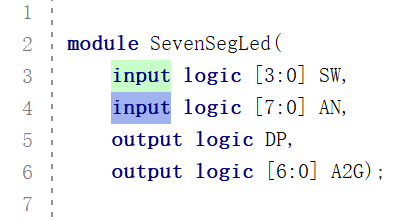 1
2 module SevenSegLed(
3 input logic [3:0] SW,
4 input logic [7:0] AN,
5 output logic DP,
6 output logic [6:0] A2G);
7